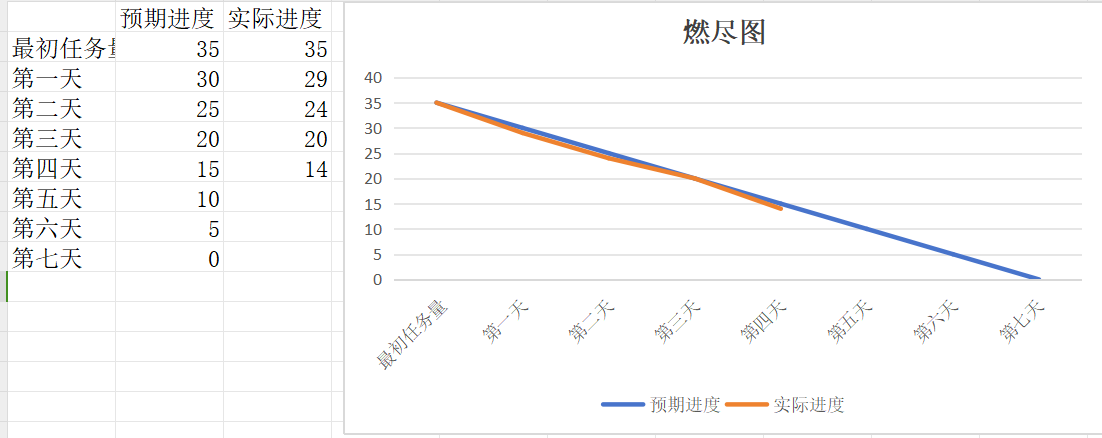 预期进度 实际进度
最初任务量 35 35
第一天 30 29
第二天 25 24
第三天 20 20
第四天 15 14
第五天 10
第六天 5
第七天 0
燃尽图
40
35
30
25
20
15
10
5
0
最初任务量 第一天 第二天 第三天 第四天 第五天 第六天 第七天
预期进度 实际进度